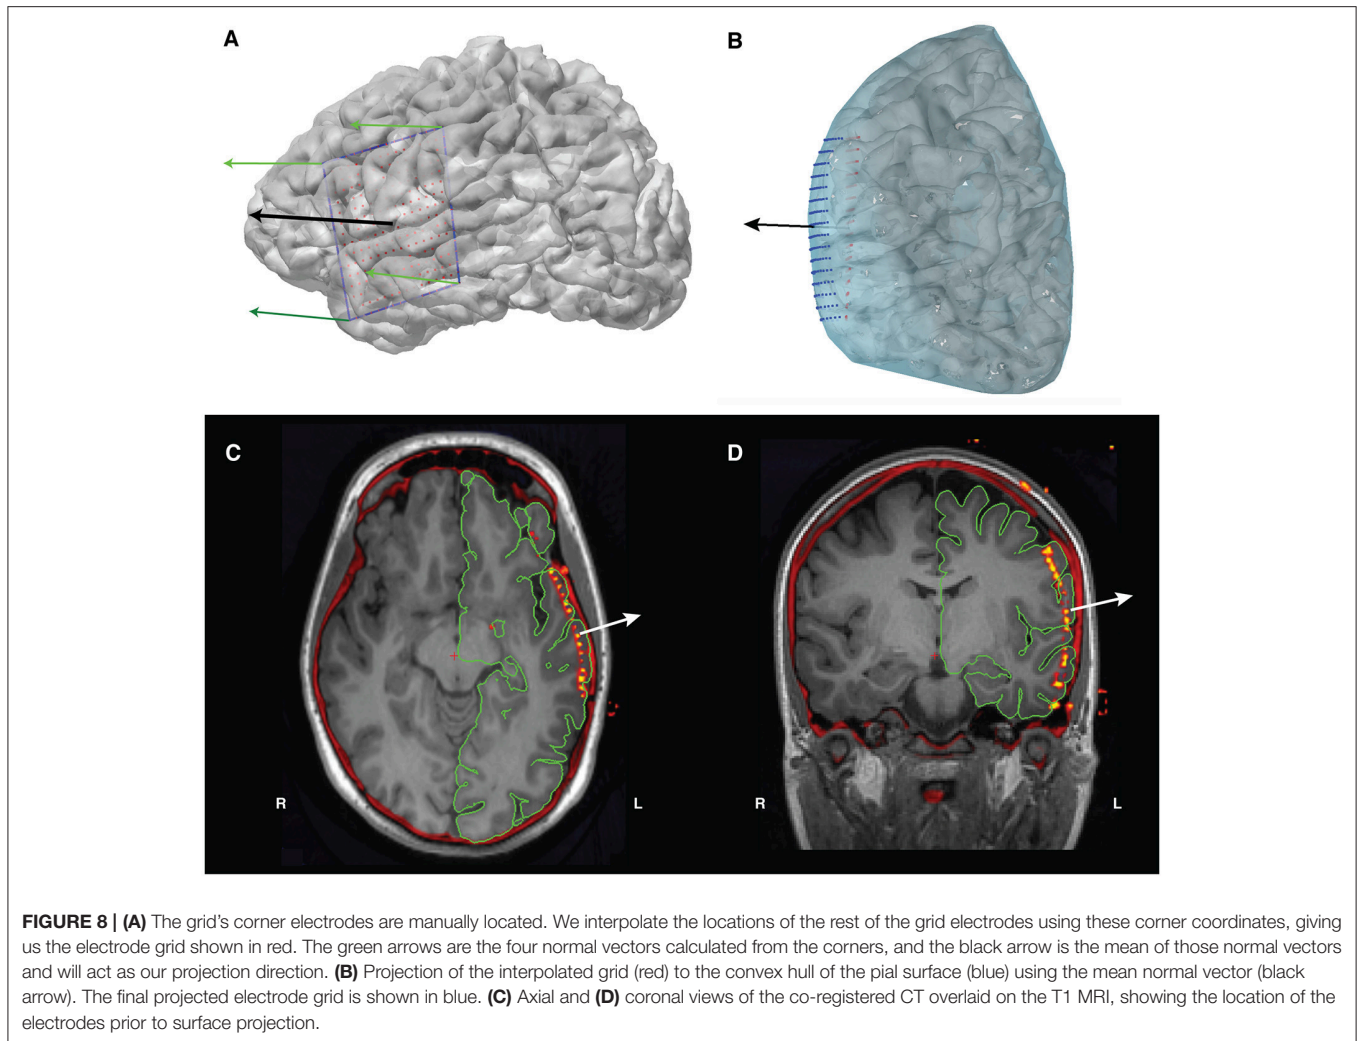 A
B
C
D
R
L
R
L
FIGURE 8 | (A) The grid's corner electrodes are manually located. We interpolate the locations of the rest of the grid electrodes using these corner coordinates, giving
us the electrode grid shown in red. The green arrows are the four normal vectors calculated from the corners, and the black arrow is the mean of those normal vectors
and will act as our projection direction. (B) Projection of the interpolated grid (red) to the convex hull of the pial surface (blue) using the mean normal vector (black
arrow). The final projected electrode grid is shown in blue. (C) Axial and (D) coronal views of the co-registered CT overlaid on the T1 MRI, showing the location of the
electrodes prior to surface projection.